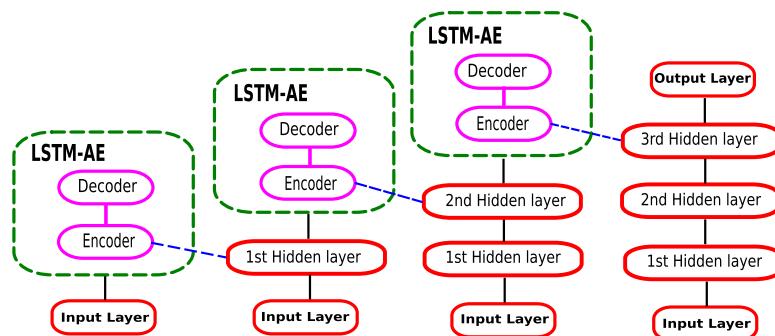 LSTM-AE
Decoder
Encoder
Input Layer
LSTM-AE
Decoder
Encoder
1st Hidden layer
Input Layer
LSTM-AE
Decoder
Encoder
2nd Hidden layer
1st Hidden layer
Input Layer
Output Layer
3rd Hidden layer
2nd Hidden layer
1st Hidden layer
Input Layer